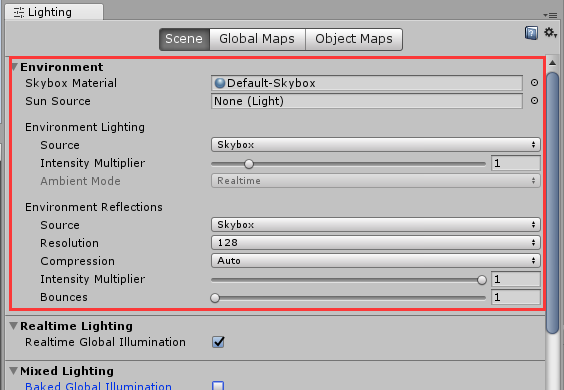 Lighting
Scene Global Maps Object Maps
Environment
Skybox Material Default-Skybox
Sun Source None (Light)
Environment Lighting
Source Skybox
Intensity Multiplier 1
Ambient Mode Realtime
Environment Reflections
Source Skybox
Resolution 128
Compression Auto
Intensity Multiplier 1
Bounces 1
Realtime Lighting
Realtime Global Illumination
Mixed Lighting
Baked Global Illumination